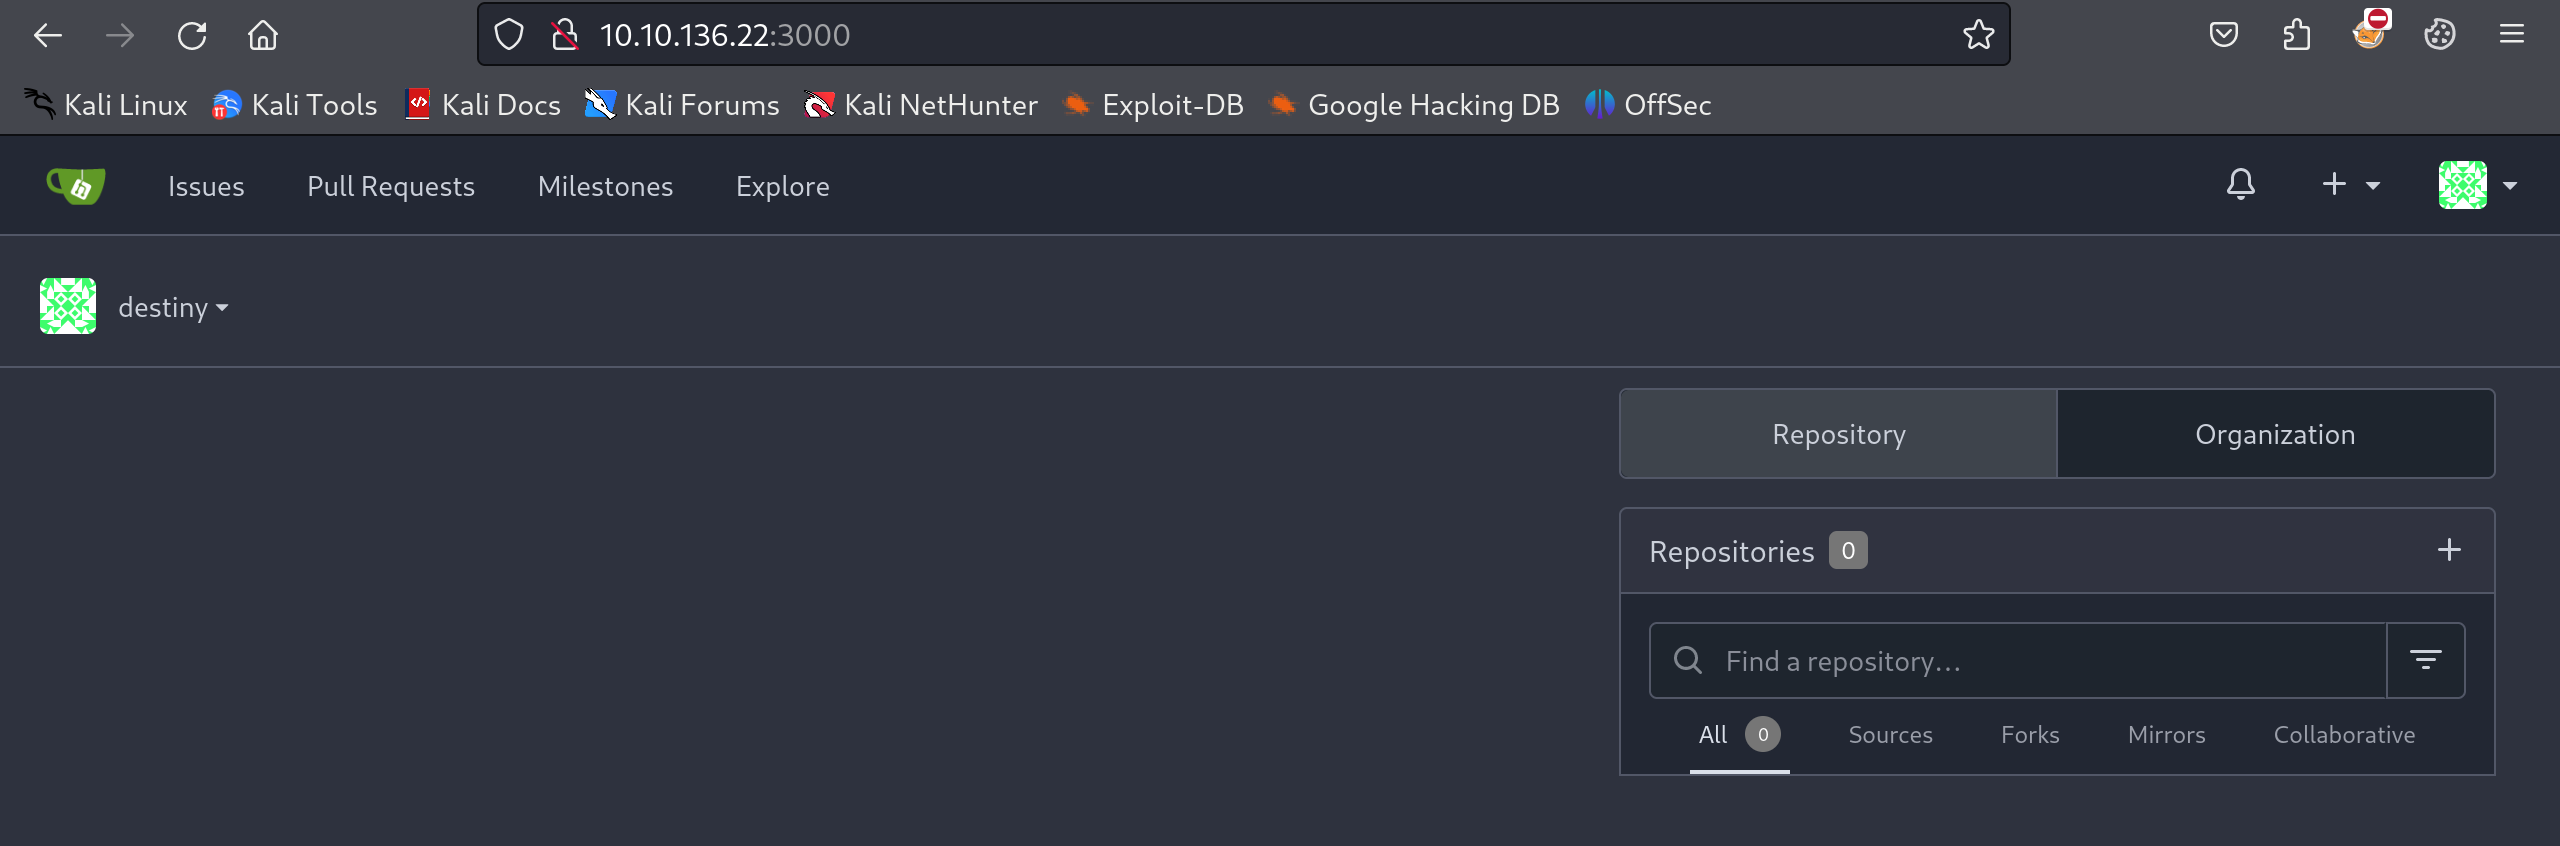 10.10.136.22:3000
Kali Linux Kali Tools Kali Docs Kali Forums Kali NetHunter Exploit-DB Google Hacking DB OffSec
Issues Pull Requests Milestones Explore
destiny
Repository Organization
Repositories 0
Find a repository...
All 0 Sources Forks Mirrors Collaborative